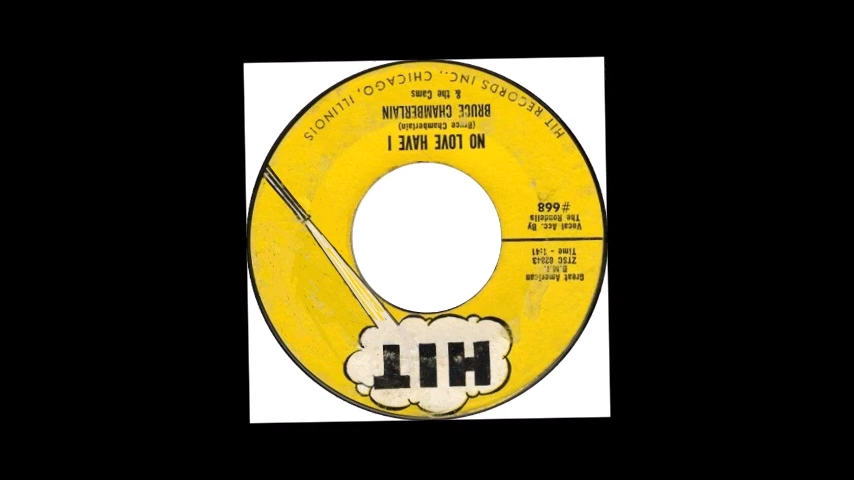 HIT
Great American
B.M.I.
ZTSC 82843
Time - 1:41
Vocal Acc. By
The Rondells
#668
NO LOVE HAVE I
(Bruce Chamberlain)
BRUCE CHAMBERLAIN
& the Cams
HIT RECORDS INC., CHICAGO, ILLINOIS